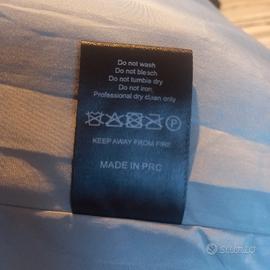 Do not wash
Do not bleach
Do not tumble dry
Do not iron
Professional dry clean only
P
KEEP AWAY FROM FIRE
MADE IN PRC
subito